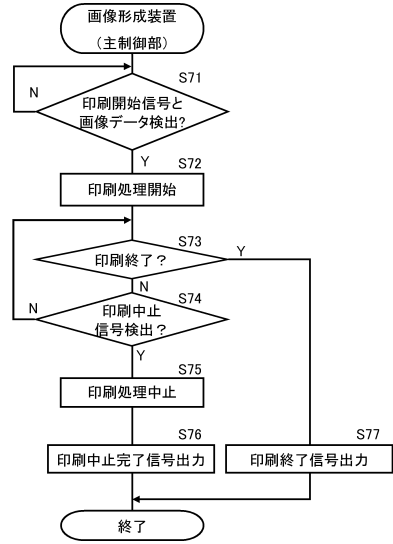 画像形成装置
（主制御部）
S71
N
印刷開始信号と
画像データ検出?
Y
S72
印刷処理開始
S73
印刷終了？
Y
N
S74
印刷中止
信号検出？
N
Y
S75
印刷処理中止
S76
印刷中止完了信号出力
S77
印刷終了信号出力
終了